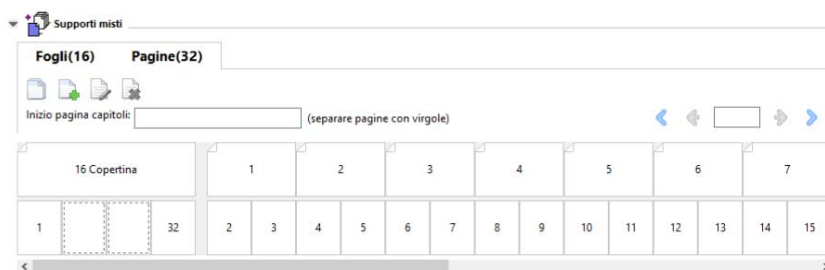 Supporti misti
Fogli(16) Pagine(32)
Inizio pagina capitoli: (separare pagine con virgole)
16 Copertina 1 2 3 4 5 6 7
1 32 2 3 4 5 6 7 8 9 10 11 12 13 14 15